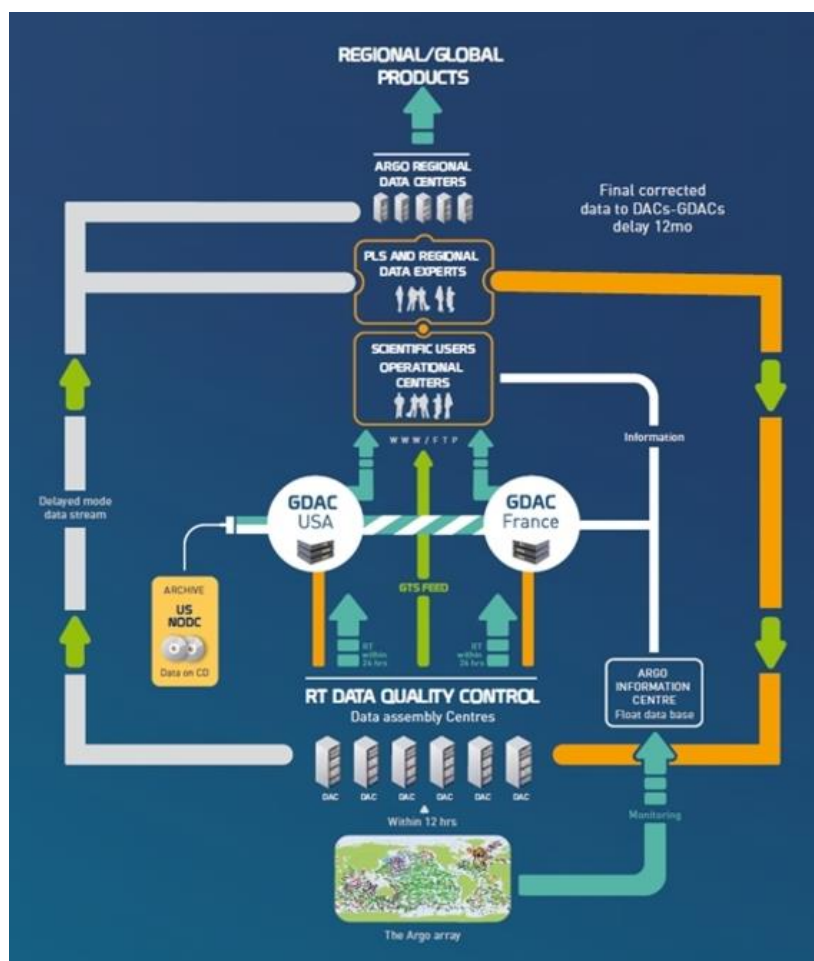 REGIONAL/GLOBAL
PRODUCTS
ARGO REGIONAL
DATA CENTERS
Final corrected
data to DACs-GDACs
delay 12mo
PLS AND REGIONAL
DATA EXPERTS
SCIENTIFIC USERS
OPERATIONAL
CENTERS
WWW/FTP
Information
Delayed mode
data stream
GDAC
USA
GDAC
France
ARCHIVE
US
NODC
Data on CD
GTS FEED
RT
within
24 hrs
RT
within
24 hrs
RT DATA QUALITY CONTROL
Data assembly Centres
ARGO
INFORMATION
CENTRE
Float data base
DAC
DAC
DAC
DAC
DAC
DAC
Within 12 hrs
Monitoring
The Argo array